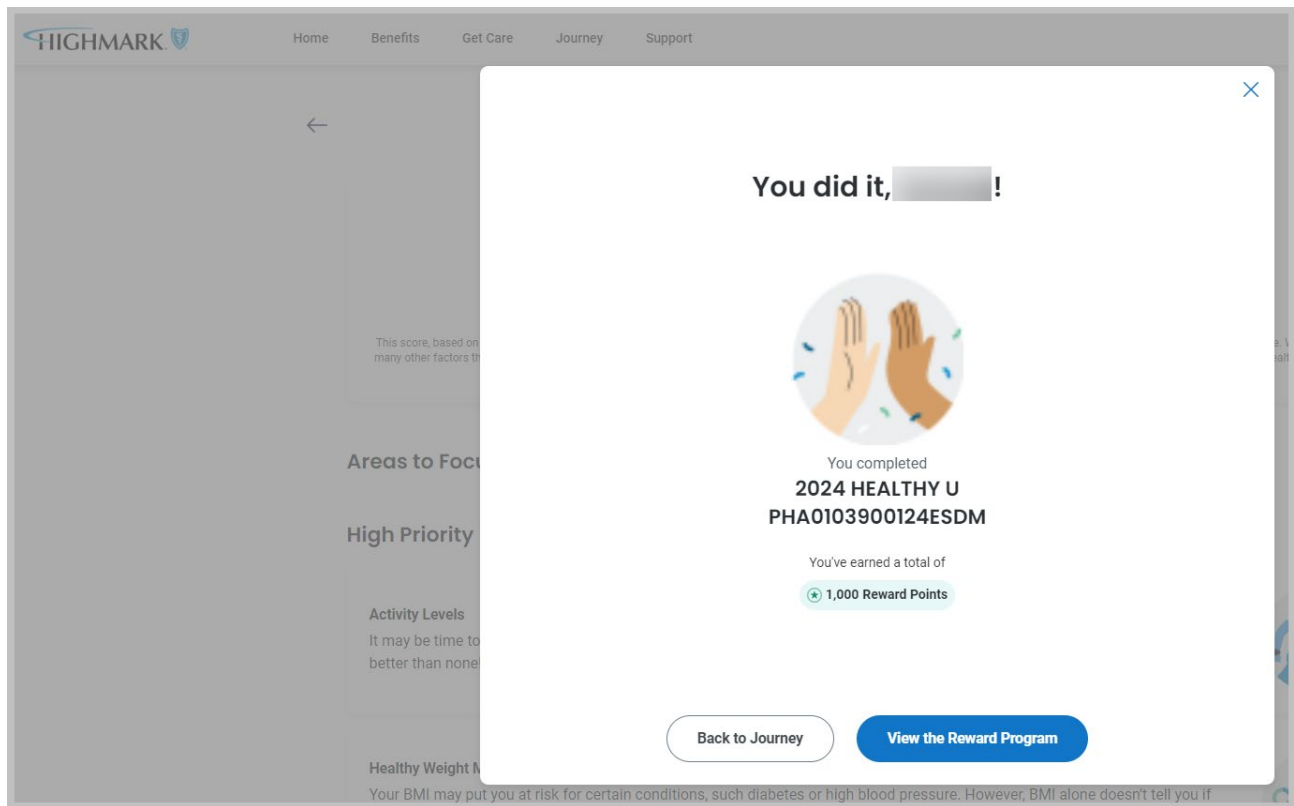 HIGHMARK
Home Benefits Get Care Journey Support
You did it, !
This score, based on
many other factors
You completed
2024 HEALTHY U
PHA0103900124ESDM
You've earned a total of
1,000 Reward Points
Areas to
High Priority
Activity Levels
It may be time to
better than none
Back to Journey View the Reward Program
Healthy Weight
Your BMI may put you at risk for certain conditions, such diabetes or high blood pressure. However, BMI alone doesn't tell you if